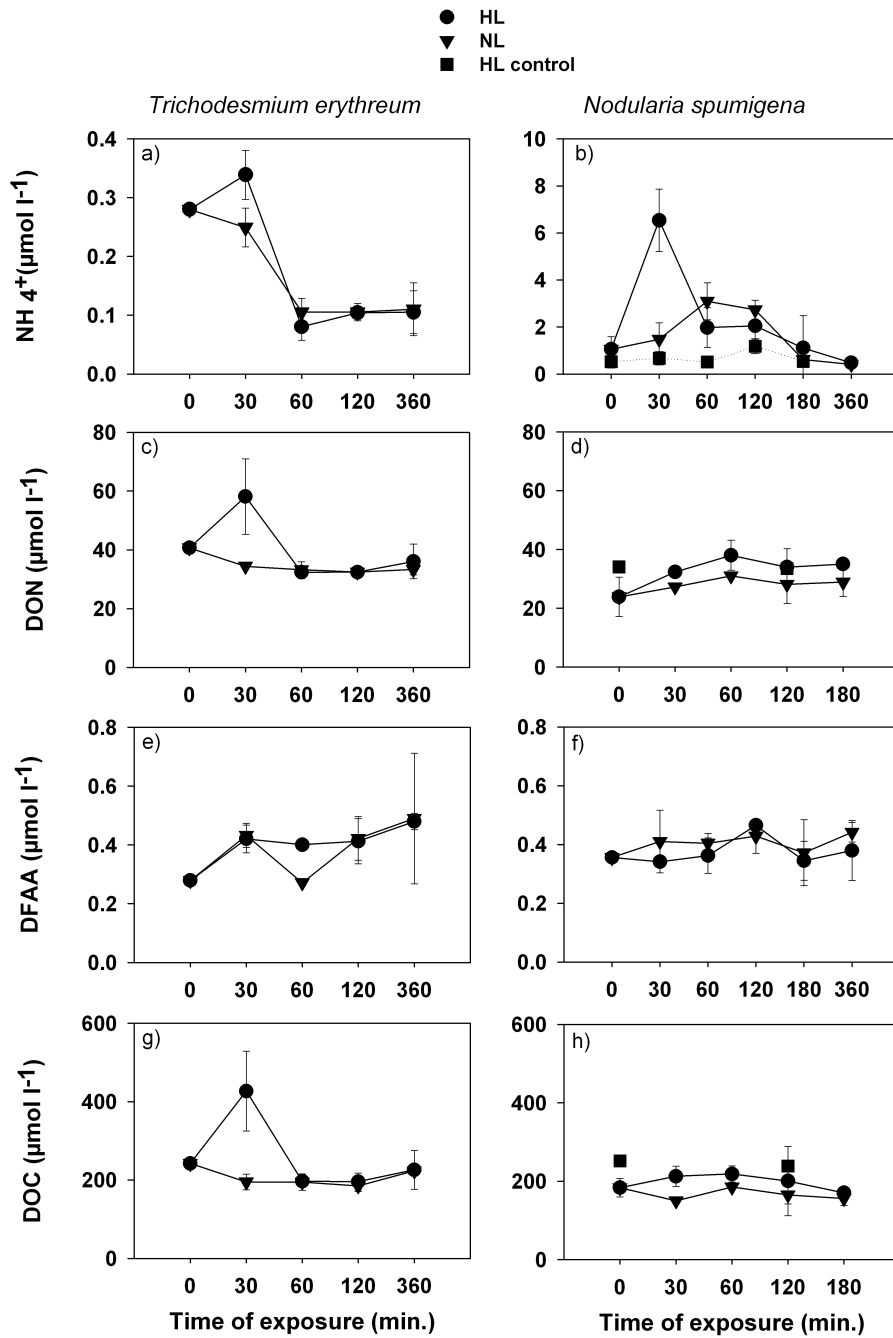 HL
NL
HL control
Trichodesmium erythreum
Nodularia spumigena
NH 4+(µmol l-1)
a)
0.4
0.3
0.2
0.1
0.0
0 30 60 120 360
b)
10
8
6
4
2
0
0 30 60 120 180 360
DON (µmol l-1)
c)
80
60
40
20
0
0 30 60 120 360
d)
80
60
40
20
0
0 30 60 120 180
DFAA (µmol l-1)
e)
0.8
0.6
0.4
0.2
0.0
0 30 60 120 360
f)
0.8
0.6
0.4
0.2
0.0
0 30 60 120 180 360
DOC (µmol l-1)
g)
600
400
200
0
0 30 60 120 360
Time of exposure (min.)
h)
600
400
200
0
0 30 60 120 180
Time of exposure (min.)